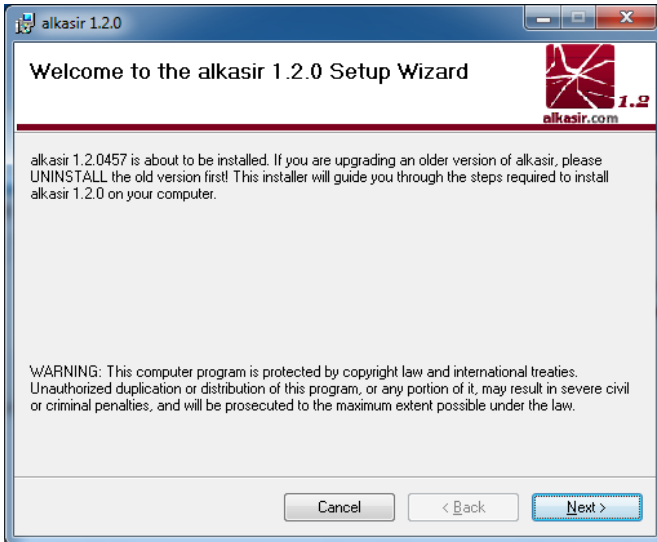 alkasir 1.2.0
Welcome to the alkasir 1.2.0 Setup Wizard
1.2
alkasir.com
alkasir 1.2.0457 is about to be installed. If you are upgrading an older version of alkasir, please
UNINSTALL the old version first! This installer will guide you through the steps required to install
alkasir 1.2.0 on your computer.
WARNING: This computer program is protected by copyright law and international treaties.
Unauthorized duplication or distribution of this program, or any portion of it, may result in severe civil
or criminal penalties, and will be prosecuted to the maximum extent possible under the law.
Cancel
< Back
Next >